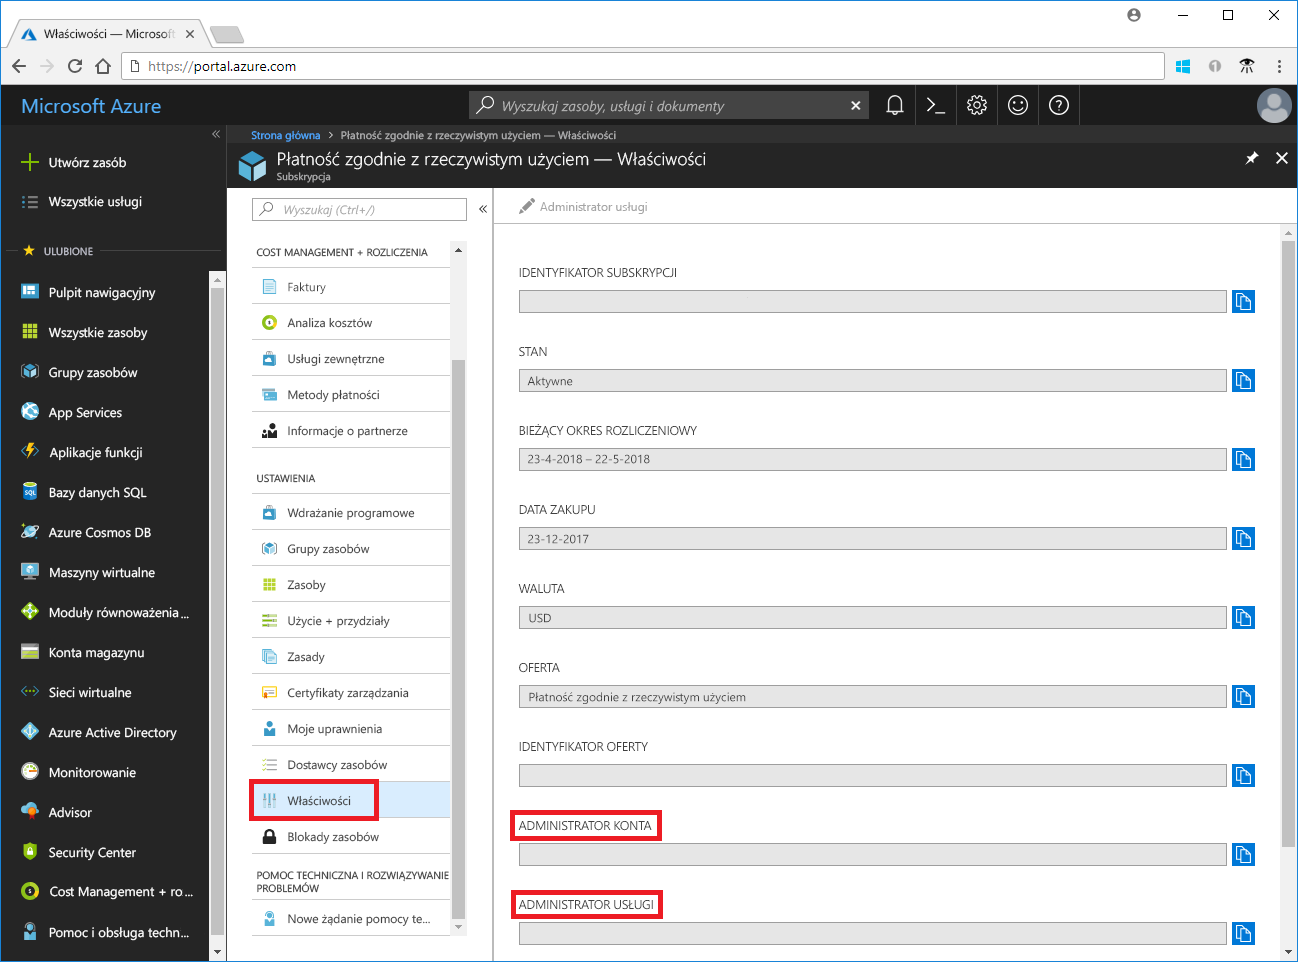 Właściwości — Microsoft
https://portal.azure.com
Microsoft Azure
Wyszukaj zasoby, usługi i dokumenty
Strona główna > Płatność zgodnie z rzeczywistym użyciem — Właściwości
Płatność zgodnie z rzeczywistym użyciem — Właściwości
Subskrypcja
Utwórz zasób
Wszystkie usługi
ULUBIONE
Pulpit nawigacyjny
Wszystkie zasoby
Grupy zasobów
App Services
Aplikacje funkcji
Bazy danych SQL
Azure Cosmos DB
Maszyny wirtualne
Moduły równoważenia ...
Konta magazynu
Sieci wirtualne
Azure Active Directory
Monitorowanie
Advisor
Security Center
Cost Management + ro ...
Pomoc i obsługa techn...
Wyszukaj (Ctrl+/)
COST MANAGEMENT + ROZLICZENIA
Faktury
Analiza kosztów
Usługi zewnętrzne
Metody płatności
Informacje o partnerze
USTAWIENIA
Wdrażanie programowe
Grupy zasobów
Zasoby
Użycie + przydziały
Zasady
Certyfikaty zarządzania
Moje uprawnienia
Dostawcy zasobów
Właściwości
Blokady zasobów
POMOC TECHNICZNA I ROZWIĄZYWANIE
PROBLEMÓW
Nowe żądanie pomocy te...
Administrator usługi
IDENTYFIKATOR SUBSKRYPCJI
STAN
Aktywne
BIEŻĄCY OKRES ROZLICZENIOWY
23-4-2018 – 22-5-2018
DATA ZAKUPU
23-12-2017
WALUTA
USD
OFERTA
Płatność zgodnie z rzeczywistym użyciem
IDENTYFIKATOR OFERTY
ADMINISTRATOR KONTA
ADMINISTRATOR USŁUGI